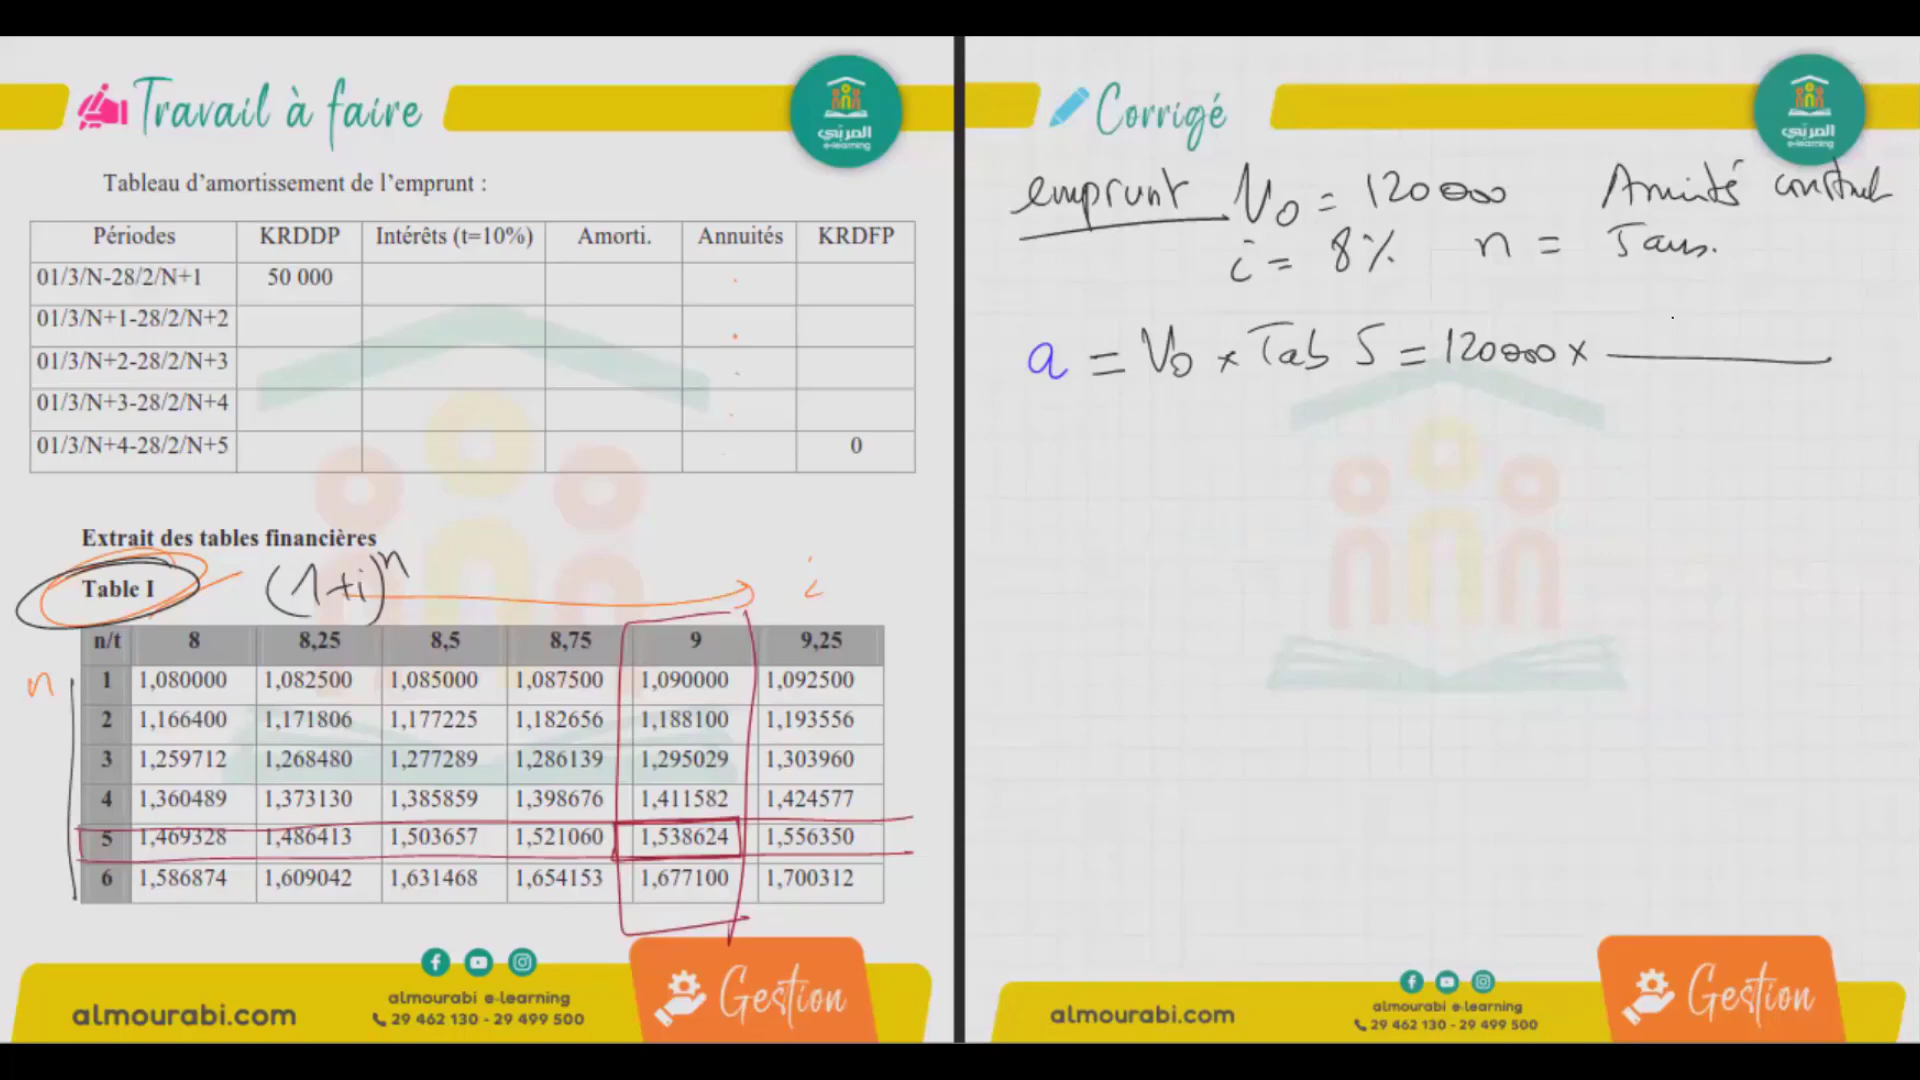 Travail à faire
المربّي
e-learning
Tableau d'amortissement de l'emprunt :
Périodes KRDDP Intérêts (t=10%) Amorti. Annuités KRDFP
01/3/N-28/2/N+1 50 000
01/3/N+1-28/2/N+2
01/3/N+2-28/2/N+3
01/3/N+3-28/2/N+4
01/3/N+4-28/2/N+5 0
Extrait des tables financières
Table I (1+i)^n i
n
n/t 8 8,25 8,5 8,75 9 9,25
1 1,080000 1,082500 1,085000 1,087500 1,090000 1,092500
2 1,166400 1,171806 1,177225 1,182656 1,188100 1,193556
3 1,259712 1,268480 1,277289 1,286139 1,295029 1,303960
4 1,360489 1,373130 1,385859 1,398676 1,411582 1,424577
5 1,469328 1,486413 1,503657 1,521060 1,538624 1,556350
6 1,586874 1,609042 1,631468 1,654153 1,677100 1,700312
almourabi.com
almourabi e-learning
29 462 130 - 29 499 500
Gestion
Corrigé
المربّي
e-learning
emprunt V0 = 120000
i = 8% n = 5 ans.
a = V0 × Tab 5 = 120000 ×
almourabi.com
almourabi e-learning
29 462 130 - 29 499 500
Gestion